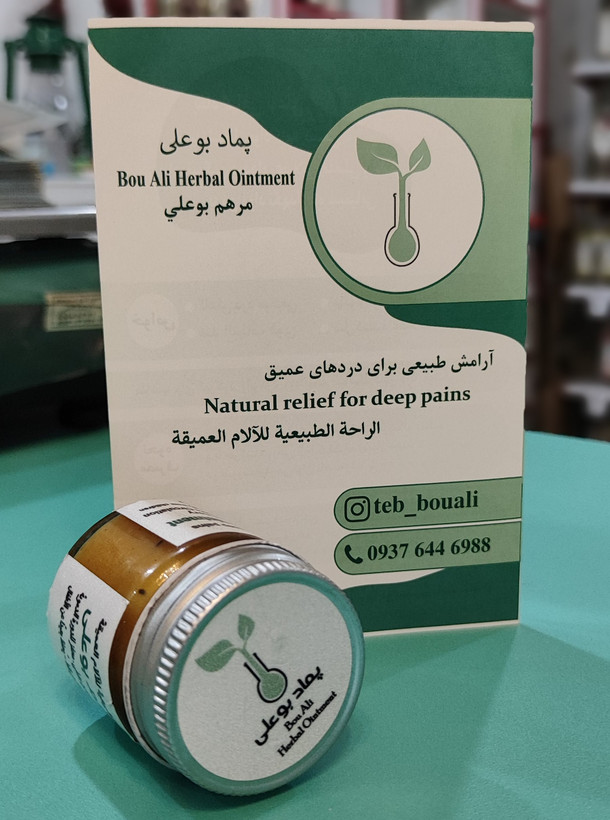 پماد بوعلی
Bou Ali Herbal Ointment
مرهم بوعلي
آرامش طبیعی برای دردهای عمیق
Natural relief for deep pains
الراحة الطبيعية للآلام العميقة
teb_bouali
0937 644 6988
بوعلی
پماد بوعلی
Bou Ali
Herbal Ointment